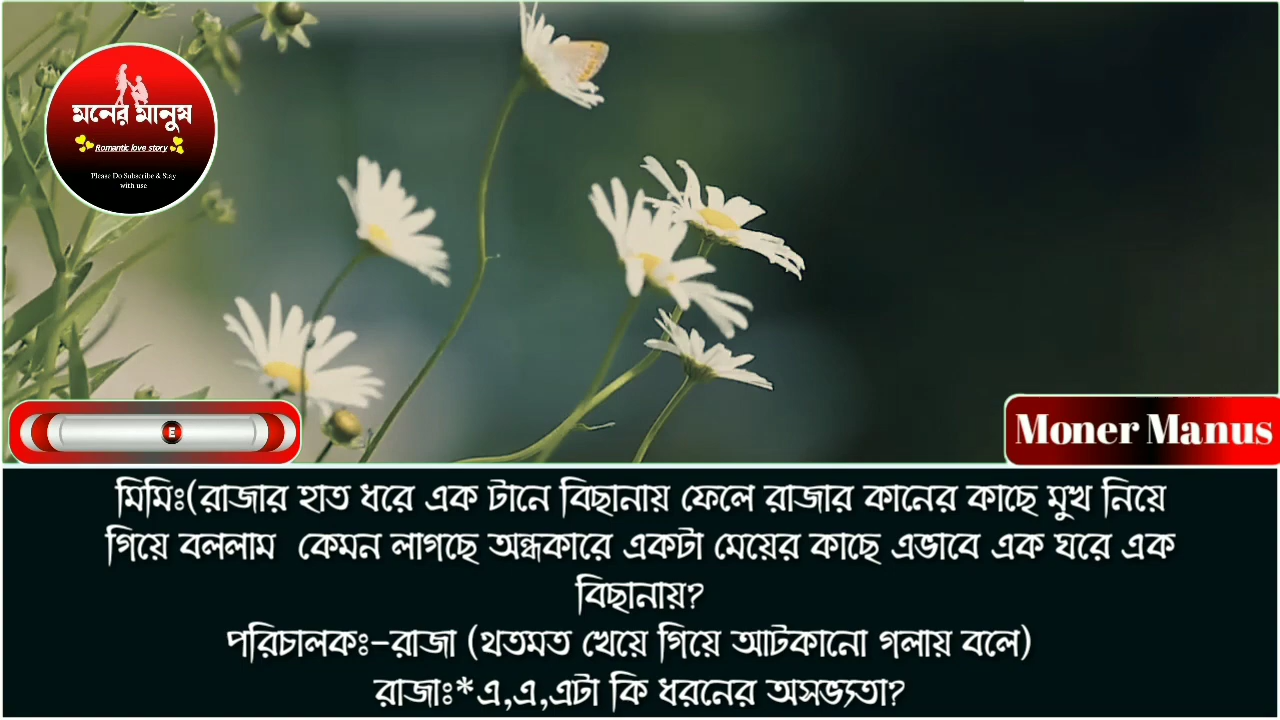 মনের মানুষ
Romantic love story
Please Do Subscribe & Stay
with use
E
Moner Manus
মিমিঃ(রাজার হাত ধরে এক টানে বিছানায় ফেলে রাজার কানের কাছে মুখ নিয়ে
গিয়ে বললাম কেমন লাগছে অন্ধকারে একটা মেয়ের কাছে এভাবে এক ঘরে এক
বিছানায়?
পরিচালকঃ-রাজা (থতমত খেয়ে গিয়ে আটকানো গলায় বলে)
রাজাঃ*এ,এ,এটা কি ধরনের অসভ্যতা?